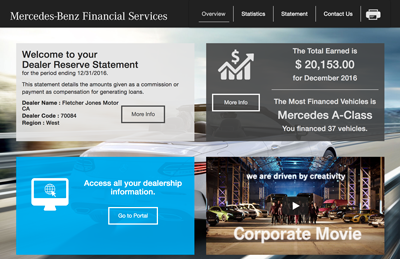 Mercedes-Benz Financial Services
Overview
Statistics
Statement
Contact Us
Welcome to your
Dealer Reserve Statement
for the period ending 12/31/2016.
This statement details the amounts given as a commission or
payment as compensation for generating loans.
Dealer Name : Fletcher Jones Motor
CA
Dealer Code : 70084
Region : West
More Info
The Total Earned is
$ 20,153.00
for December 2016
More Info
The Most Financed Vehicles is
Mercedes A-Class
You financed 37 vehicles.
Access all your dealership
information.
Go to Portal
we are driven by creativity
Corporate Movie